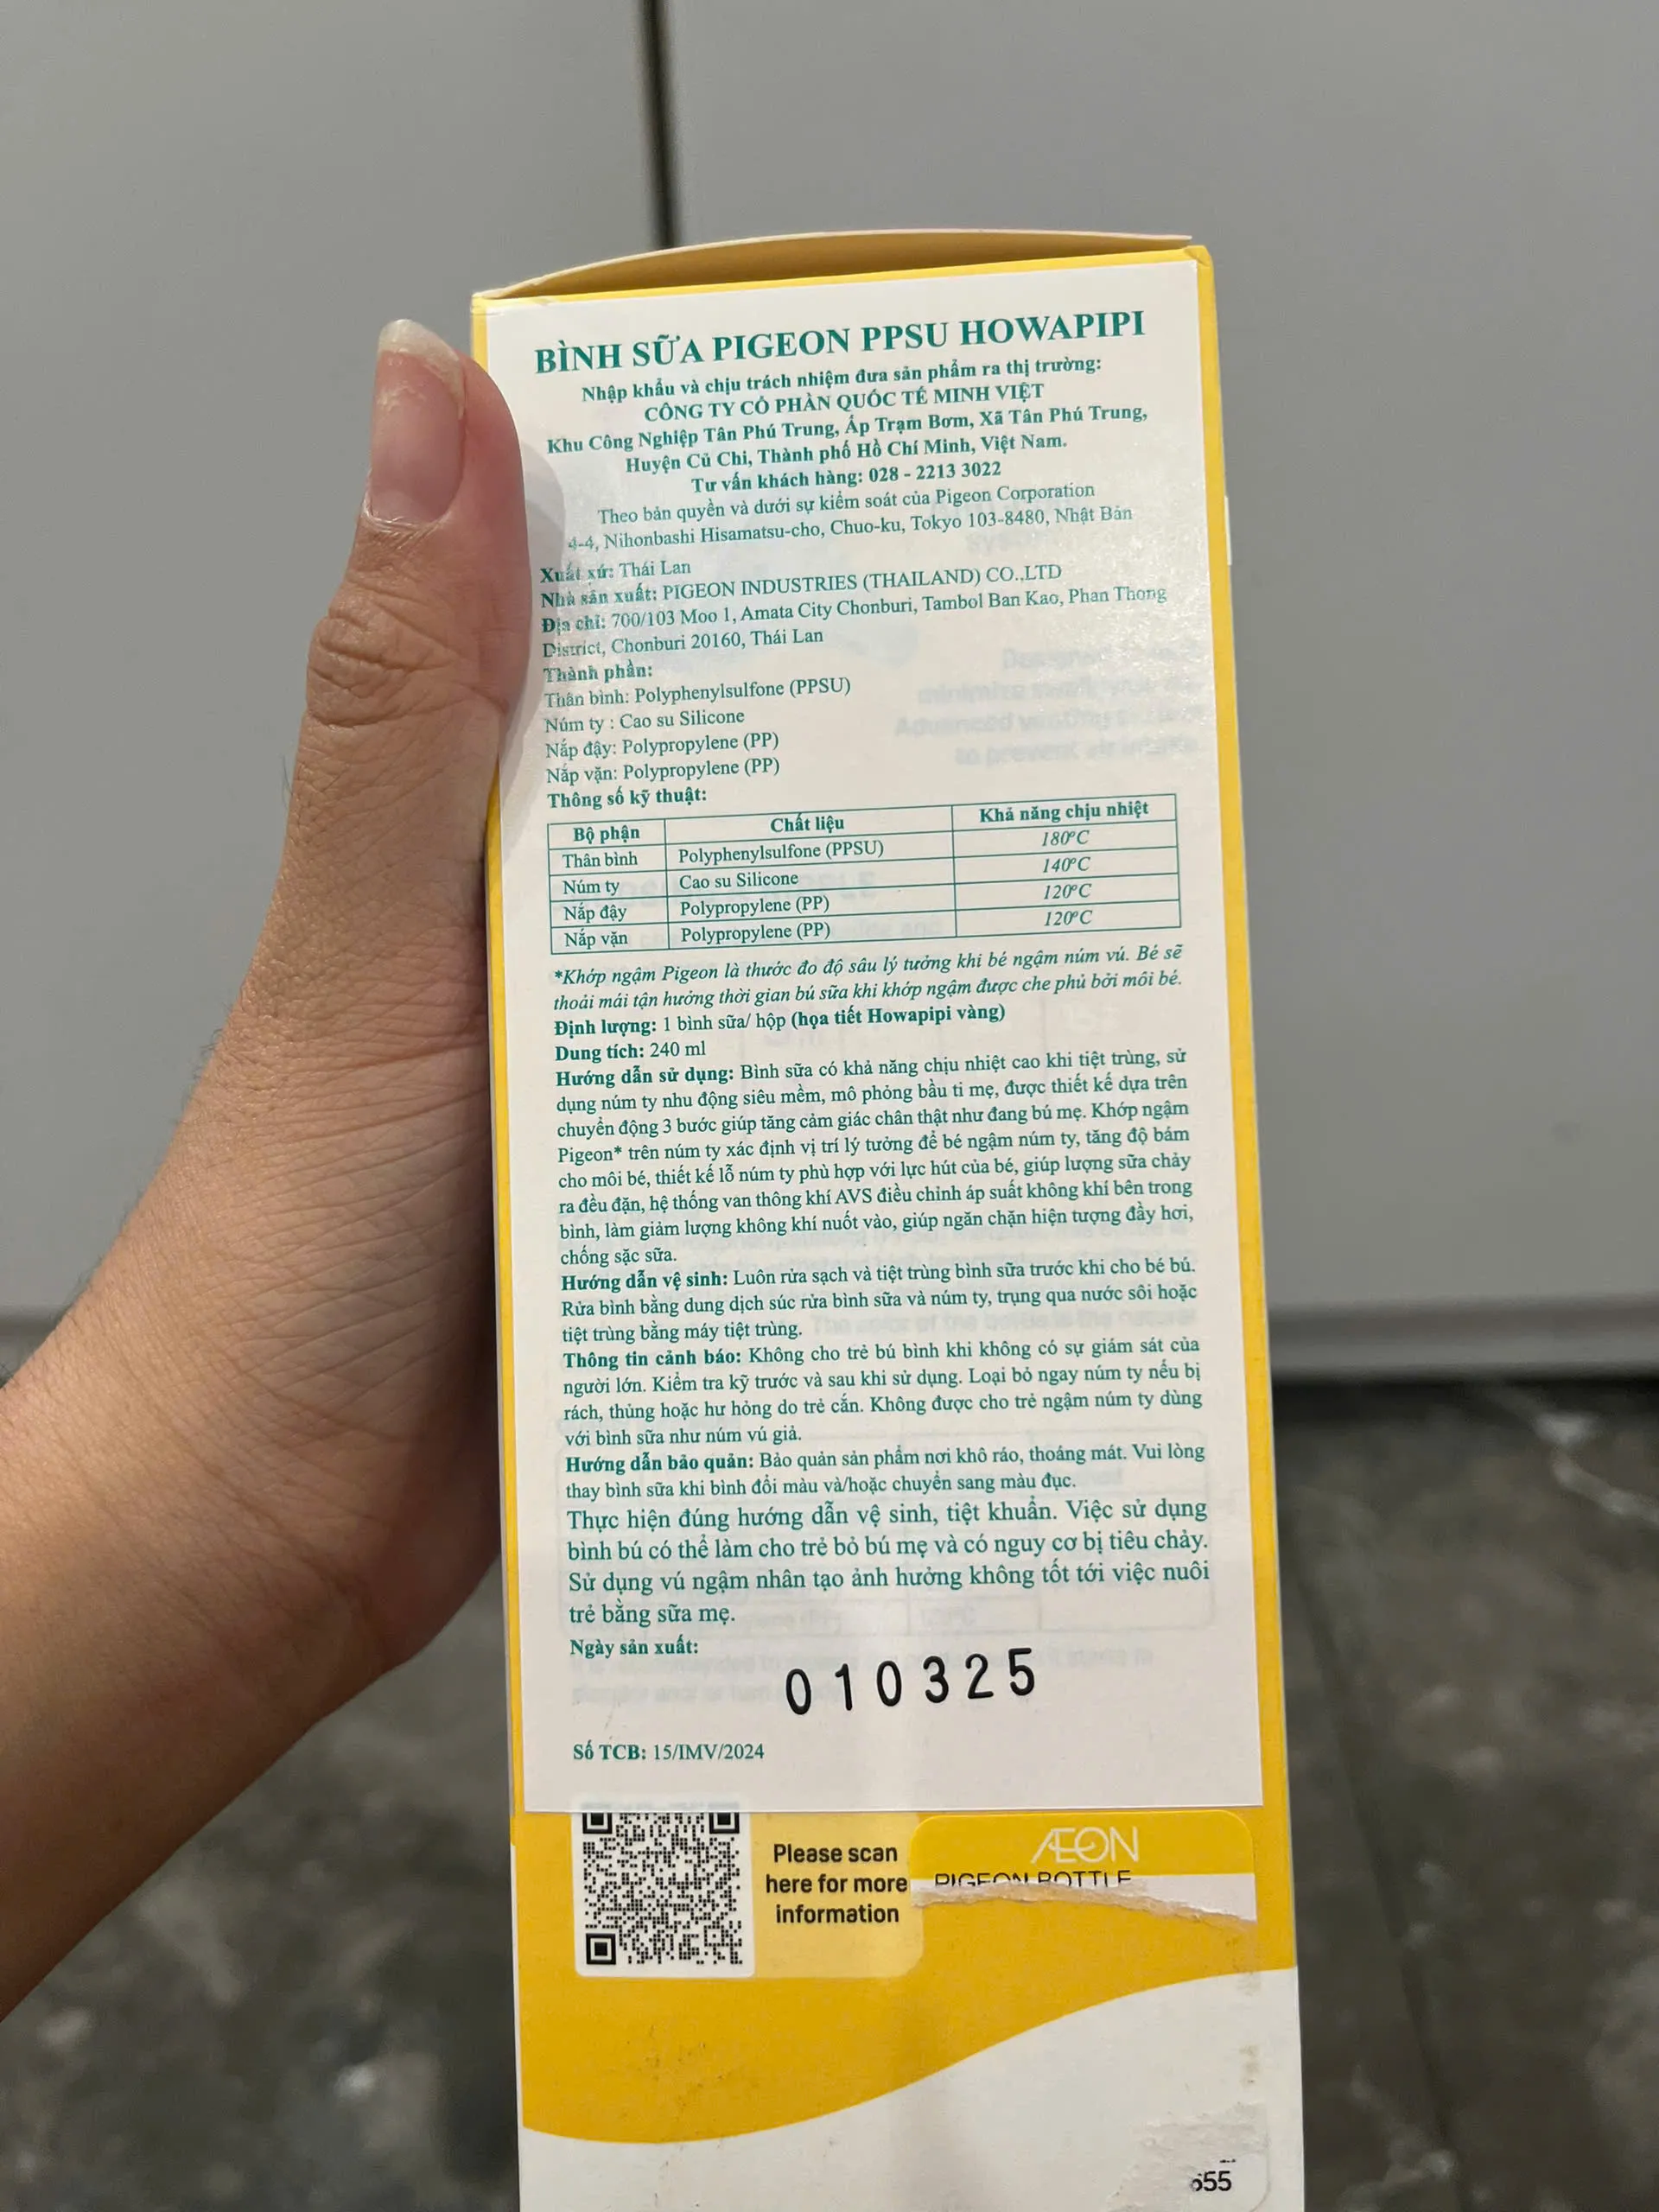 BÌNH SỮA PIGEON PPSU HOWAPIPI
Nhập khẩu và chịu trách nhiệm đưa sản phẩm ra thị trường:
CÔNG TY CỔ PHẦN QUỐC TẾ MINH VIỆT
Khu Công Nghiệp Tân Phú Trung, Ấp Trạm Bơm, Xã Tân Phú Trung,
Huyện Củ Chi, Thành phố Hồ Chí Minh, Việt Nam.
Tư vấn khách hàng: 028 - 2213 3022
Theo bản quyền và dưới sự kiểm soát của Pigeon Corporation
4-4, Nihonbashi Hisamatsu-cho, Chuo-ku, Tokyo 103-8480, Nhật Bản
Xuất xứ: Thái Lan
Nhà sản xuất: PIGEON INDUSTRIES (THAILAND) CO.,LTD
Địa chỉ: 700/103 Moo 1, Amata City Chonburi, Tambol Ban Kao, Phan Thong
District, Chonburi 20160, Thái Lan
Thành phần:
Thân bình: Polyphenylsulfone (PPSU)
Núm ty : Cao su Silicone
Nắp đậy: Polypropylene (PP)
Nắp vặn: Polypropylene (PP)
Thông số kỹ thuật:
Bộ phận Chất liệu Khả năng chịu nhiệt
Thân bình Polyphenylsulfone (PPSU) 180°C
Núm ty Cao su Silicone 140°C
Nắp đậy Polypropylene (PP) 120°C
Nắp vặn Polypropylene (PP) 120°C
*Khớp ngậm Pigeon là thước đo độ sâu lý tưởng khi bé ngậm núm vú. Bé sẽ
thoải mái tận hưởng thời gian bú sữa khi khớp ngậm được che phủ bởi môi bé.
Định lượng: 1 bình sữa/ hộp (họa tiết Howapipi vàng)
Dung tích: 240 ml
Hướng dẫn sử dụng: Bình sữa có khả năng chịu nhiệt cao khi tiệt trùng, sử
dụng núm ty nhu động siêu mềm, mô phỏng bầu ti mẹ, được thiết kế dựa trên
chuyển động 3 bước giúp tăng cảm giác chân thật như đang bú mẹ. Khớp ngậm
Pigeon* trên núm ty xác định vị trí lý tưởng để bé ngậm núm ty, tăng độ bám
cho môi bé, thiết kế lỗ núm ty phù hợp với lực hút của bé, giúp lượng sữa chảy
ra đều đặn, hệ thống van thông khí AVS điều chỉnh áp suất không khí bên trong
bình, làm giảm lượng không khí nuốt vào, giúp ngăn chặn hiện tượng đầy hơi,
chống sặc sữa.
Hướng dẫn vệ sinh: Luôn rửa sạch và tiệt trùng bình sữa trước khi cho bé bú.
Rửa bình bằng dung dịch súc rửa bình sữa và núm ty, trụng qua nước sôi hoặc
tiệt trùng bằng máy tiệt trùng.
Thông tin cảnh báo: Không cho trẻ bú bình khi không có sự giám sát của
người lớn. Kiểm tra kỹ trước và sau khi sử dụng. Loại bỏ ngay núm ty nếu bị
rách, thủng hoặc hư hỏng do trẻ cắn. Không được cho trẻ ngậm núm ty dùng
với bình sữa như núm vú giả.
Hướng dẫn bảo quản: Bảo quản sản phẩm nơi khô ráo, thoáng mát. Vui lòng
thay bình sữa khi bình đổi màu và/hoặc chuyển sang màu đục.
Thực hiện đúng hướng dẫn vệ sinh, tiệt khuẩn. Việc sử dụng
bình bú có thể làm cho trẻ bỏ bú mẹ và có nguy cơ bị tiêu chảy.
Sử dụng vú ngậm nhân tạo ảnh hưởng không tốt tới việc nuôi
trẻ bằng sữa mẹ.
Ngày sản xuất:
010325
Số TCB: 15/IMV/2024
Please scan
here for more
information
ÆON
PIGEON BOTTLE
55